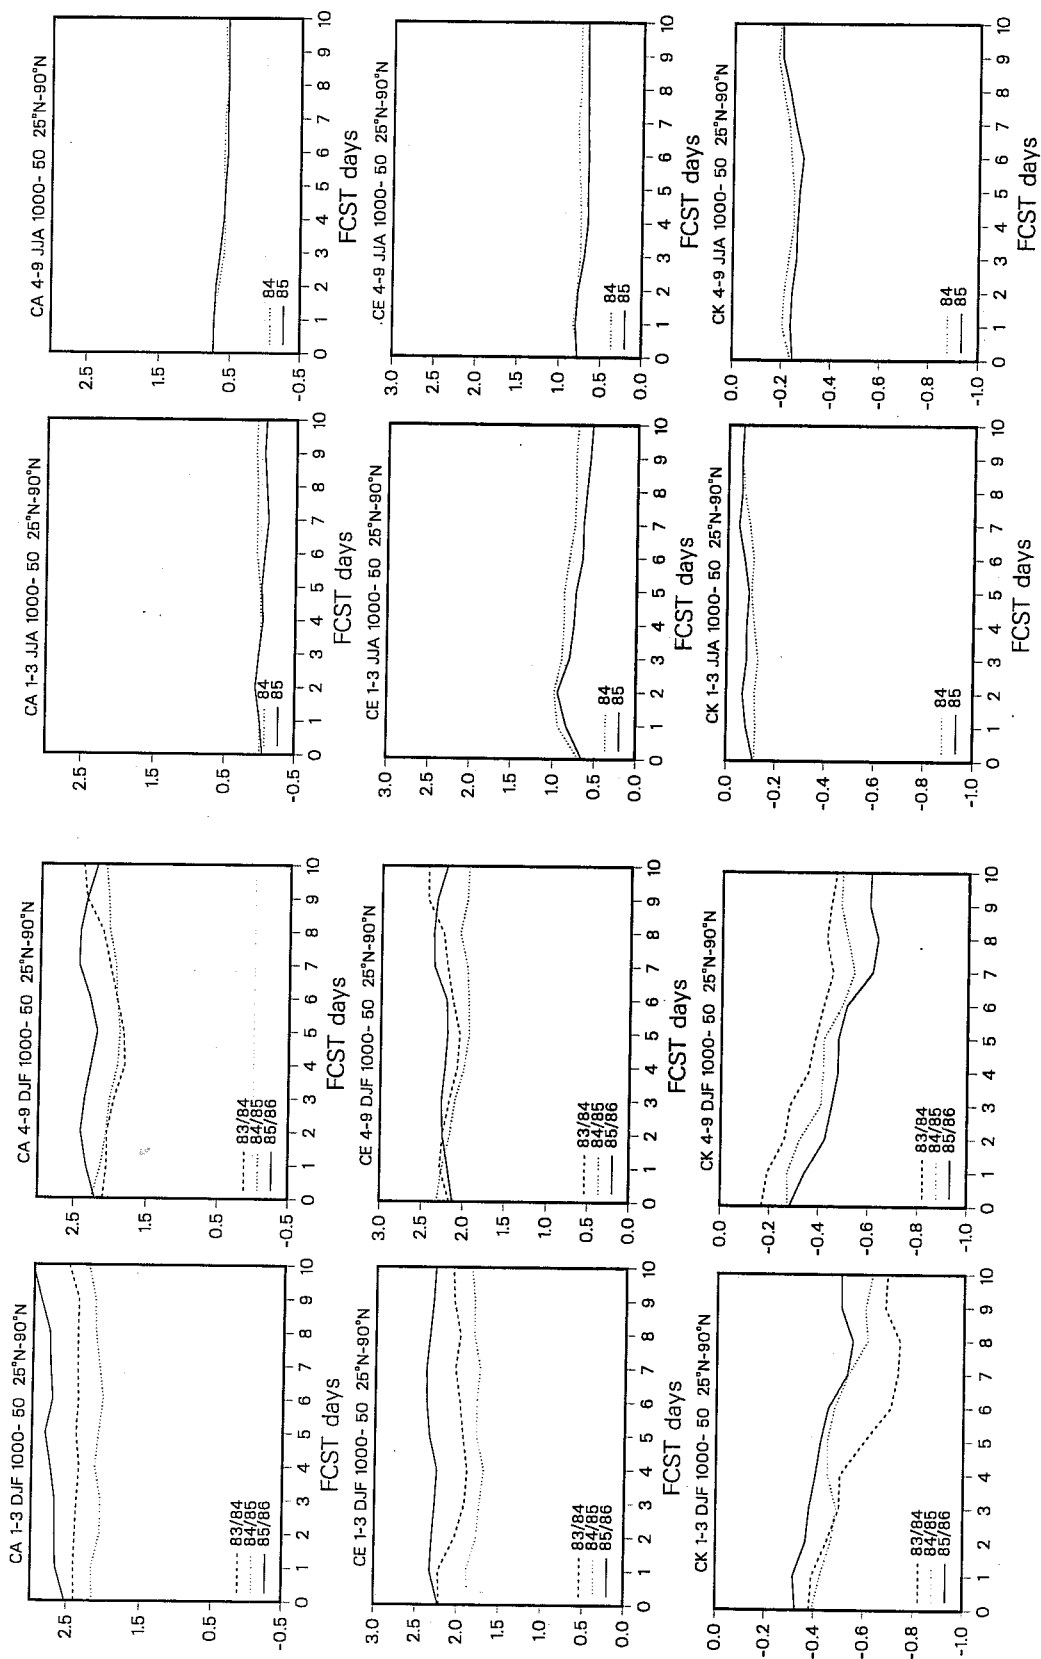 CA 1-3 DJF 1000- 50 25°N-90°N
2.5
1.5
0.5
-0.5
83/84
84/85
85/86
0 1 2 3 4 5 6 7 8 9 10
FCST days
CA 4-9 DJF 1000- 50 25°N-90°N
2.5
1.5
0.5
-0.5
83/84
84/85
85/86
0 1 2 3 4 5 6 7 8 9 10
FCST days
CA 1-3 JJA 1000- 50 25°N-90°N
2.5
1.5
0.5
-0.5
84
85
0 1 2 3 4 5 6 7 8 9 10
FCST days
CA 4-9 JJA 1000- 50 25°N-90°N
2.5
1.5
0.5
-0.5
84
85
0 1 2 3 4 5 6 7 8 9 10
FCST days
CE 1-3 DJF 1000- 50 25°N-90°N
3.0
2.5
2.0
1.5
1.0
0.5
0.0
83/84
84/85
85/86
0 1 2 3 4 5 6 7 8 9 10
FCST days
CE 4-9 DJF 1000- 50 25°N-90°N
3.0
2.5
2.0
1.5
1.0
0.5
0.0
83/84
84/85
85/86
0 1 2 3 4 5 6 7 8 9 10
FCST days
CE 1-3 JJA 1000- 50 25°N-90°N
3.0
2.5
2.0
1.5
1.0
0.5
0.0
84
85
0 1 2 3 4 5 6 7 8 9 10
FCST days
CE 4-9 JJA 1000- 50 25°N-90°N
3.0
2.5
2.0
1.5
1.0
0.5
0.0
84
85
0 1 2 3 4 5 6 7 8 9 10
FCST days
CK 1-3 DJF 1000- 50 25°N-90°N
0.0
-0.2
-0.4
-0.6
-0.8
-1.0
83/84
84/85
85/86
0 1 2 3 4 5 6 7 8 9 10
CK 4-9 DJF 1000- 50 25°N-90°N
0.0
-0.2
-0.4
-0.6
-0.8
-1.0
83/84
84/85
85/86
0 1 2 3 4 5 6 7 8 9 10
CK 1-3 JJA 1000- 50 25°N-90°N
0.0
-0.2
-0.4
-0.6
-0.8
-1.0
84
85
0 1 2 3 4 5 6 7 8 9 10
FCST days
CK 4-9 JJA 1000- 50 25°N-90°N
0.0
-0.2
-0.4
-0.6
-0.8
-1.0
84
85
0 1 2 3 4 5 6 7 8 9 10
FCST days